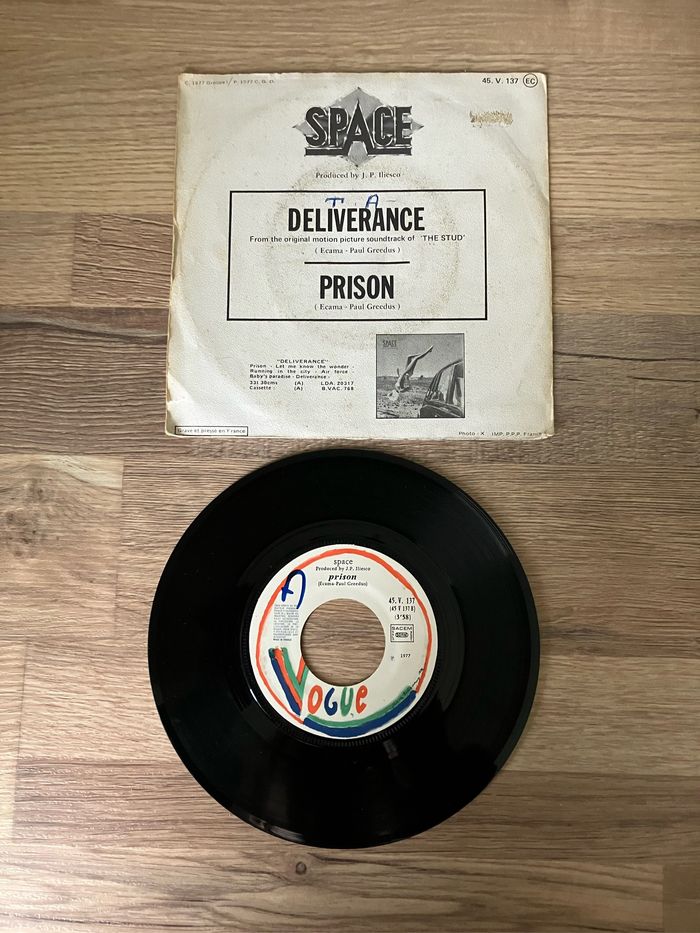 C. 1977 Groove! / P. 1977 C. G. D.
45. V. 137 EC
SPACE
Produced by J. P. Iliesco
T. A-
DELIVERANCE
From the original motion picture soundtrack of 'THE STUD'
( Ecama - Paul Greedus )
PRISON
( Ecama - Paul Greedus )
"DELIVERANCE"
Prison - Let me know the wonder -
Running in the city - Air force -
Baby's paradise - Deliverance -
33t 30cms (A) LDA. 20317
Cassette : (A) B.VAC. 768
SPACE
Gravé et pressé en France
Photo - X IMP. P.P.P. France
space
Produced by J.P. Iliesco
prison
(Ecama-Paul Greedus)
A
45. V. 137
(45 V 137 B)
(3'58)
SACEM
℗ 1977
VOGUE